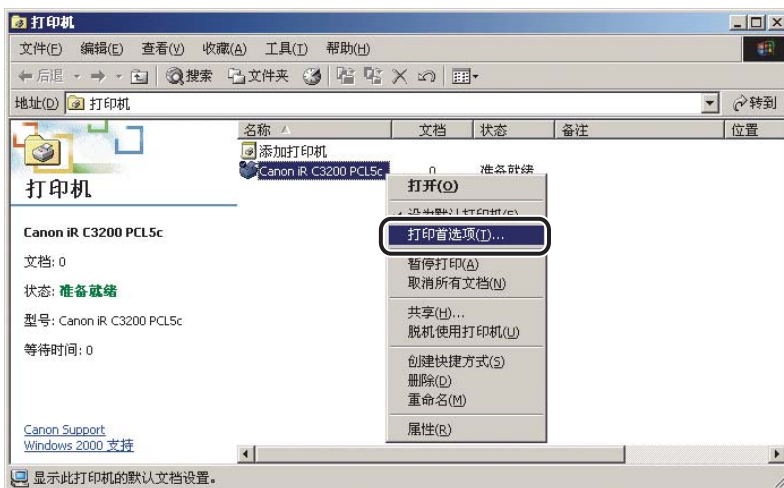 打印机
文件(F) 编辑(E) 查看(V) 收藏(A) 工具(T) 帮助(H)
后退 搜索 文件夹
地址(D) 打印机 转到
名称 文档 状态 备注 位置
添加打印机
Canon iR C3200 PCL5c 0 准备就绪
打印机
Canon iR C3200 PCL5c
文档: 0
状态: 准备就绪
型号: Canon iR C3200 PCL5c
等待时间: 0
Canon Support
Windows 2000 支持
打开(O)
设为默认打印机(F)
打印首选项(T)...
暂停打印(A)
取消所有文档(N)
共享(H)...
脱机使用打印机(U)
创建快捷方式(S)
删除(D)
重命名(M)
属性(R)
显示此打印机的默认文档设置。